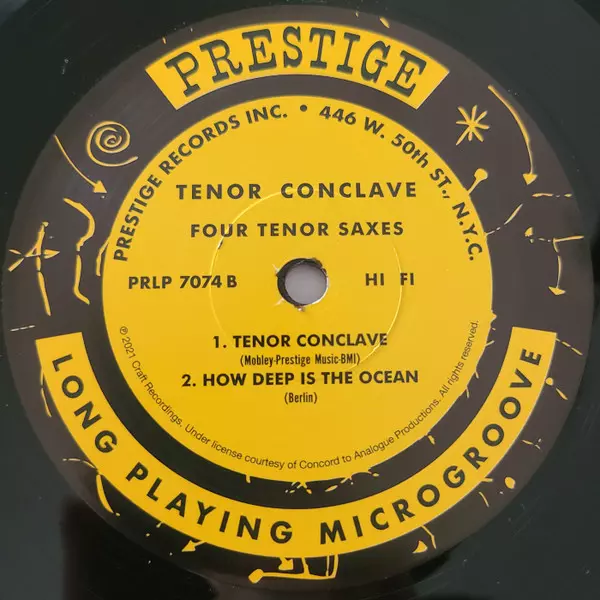 PRESTIGE
PRESTIGE RECORDS INC. • 446 W. 50th ST., N.Y.C.
TENOR CONCLAVE
FOUR TENOR SAXES
PRLP 7074 B HI FI
1. TENOR CONCLAVE
(Mobley-Prestige Music-BMI)
2. HOW DEEP IS THE OCEAN
(Berlin)
℗ 2021 Craft Recordings. Under license courtesy of Concord to Analogue Productions. All rights reserved.
LONG PLAYING MICROGROOVE